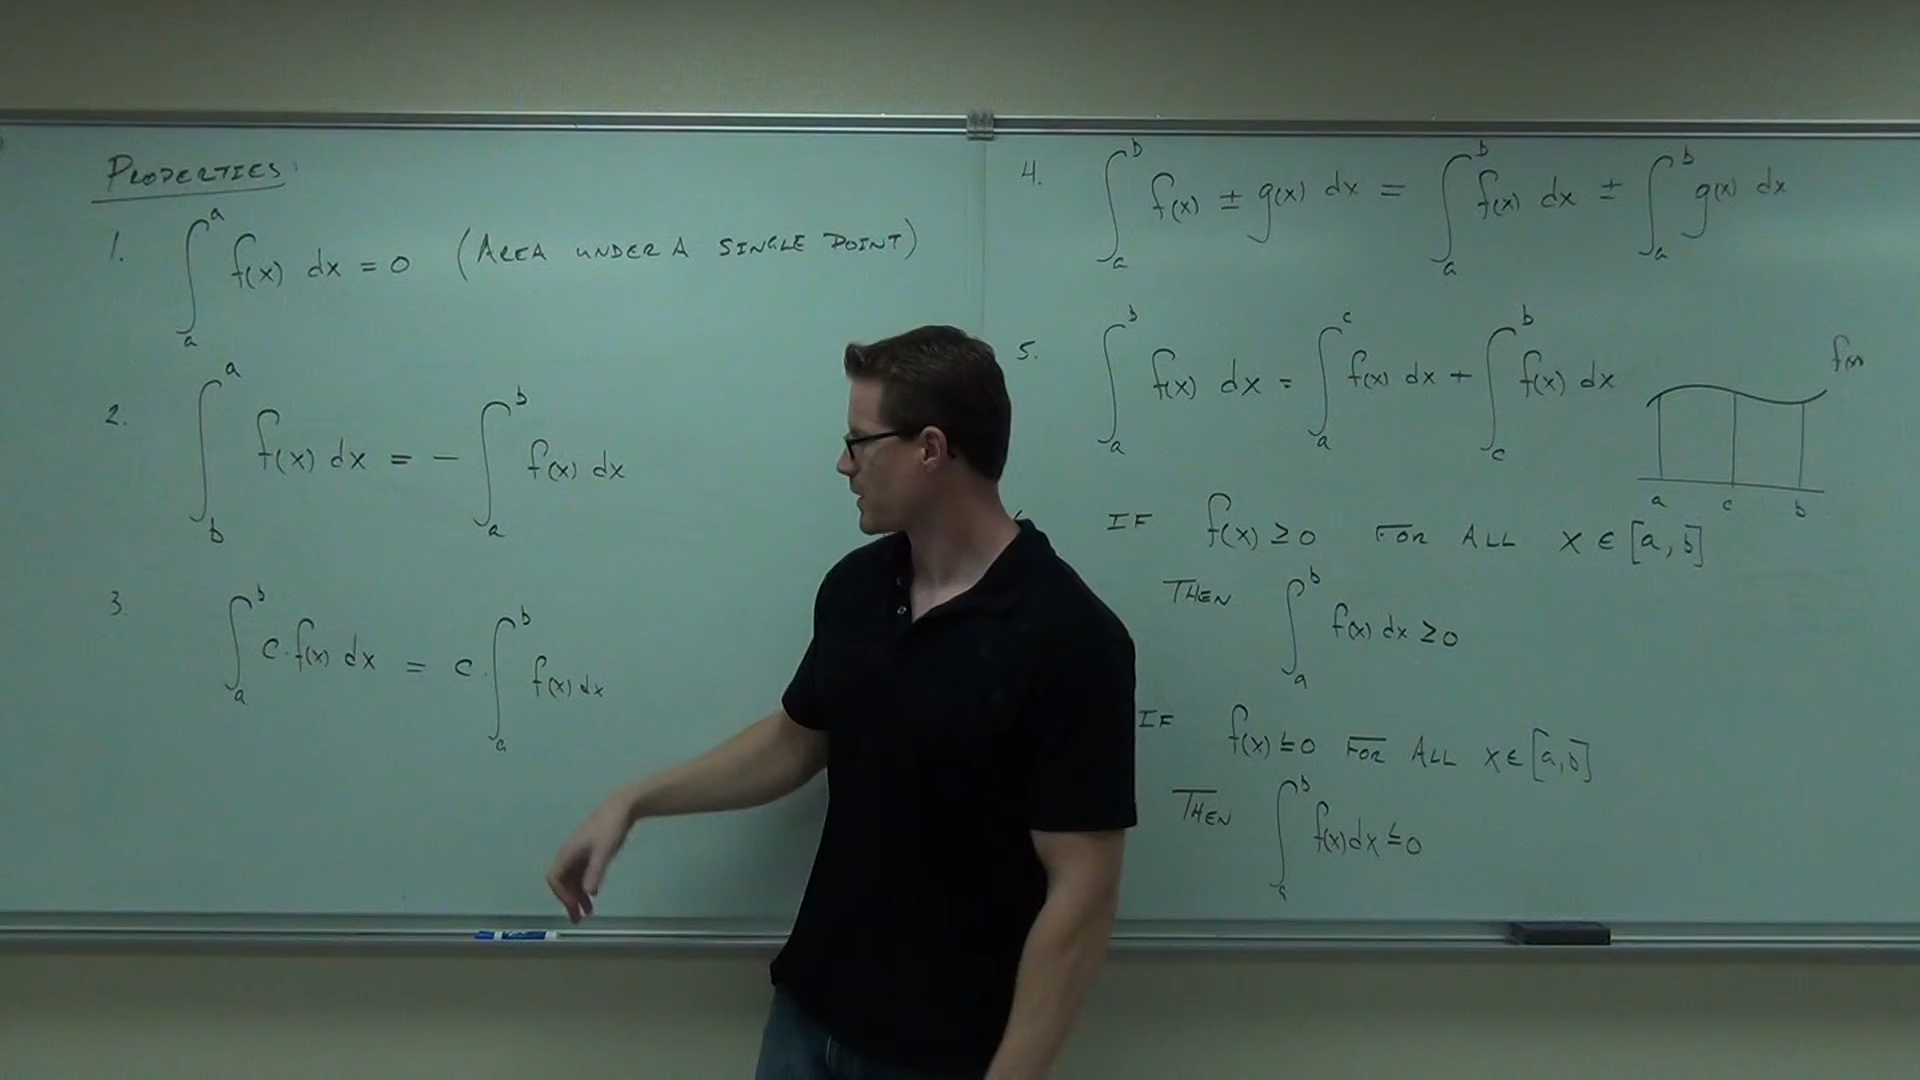 PROPERTIES:
1. ∫_a^a f(x) dx = 0 (AREA UNDER A SINGLE POINT)
2. ∫_b^a f(x) dx = - ∫_a^b f(x) dx
3 ∫_a^b c·f(x) dx = c·∫_a^b f(x) dx
4. ∫_a^b f(x) ± g(x) dx = ∫_a^b f(x) dx ± ∫_a^b g(x) dx
5. ∫_a^b f(x) dx = ∫_a^c f(x) dx + ∫_c^b f(x) dx
f(x)
a c b
IF f(x) ≥ 0 FOR ALL x ∈ [a, b]
THEN ∫_a^b f(x) dx ≥ 0
IF f(x) ≤ 0 FOR ALL x ∈ [a, b]
THEN ∫_a^b f(x) dx ≤ 0